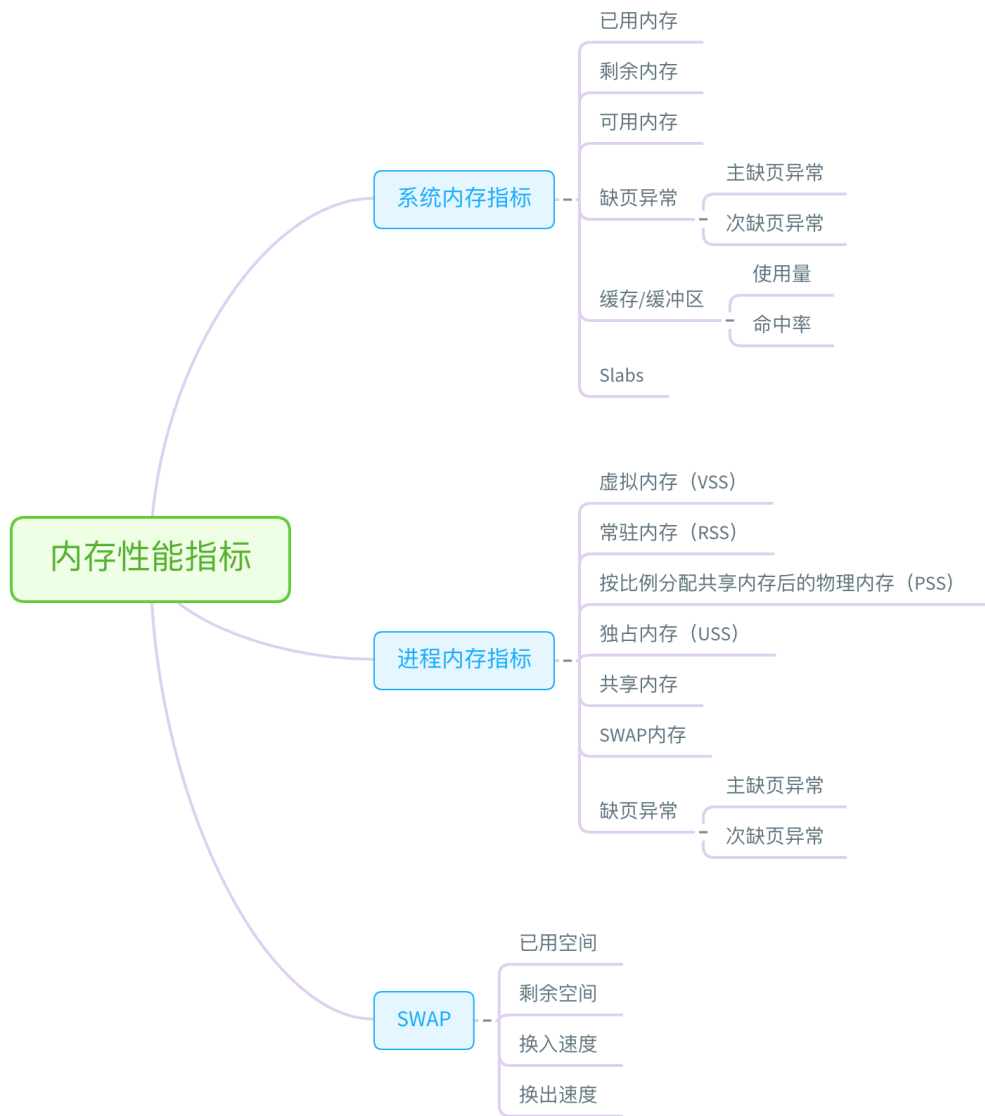 内存性能指标
系统内存指标
已用内存
剩余内存
可用内存
缺页异常
主缺页异常
次缺页异常
缓存/缓冲区
使用量
命中率
Slabs
进程内存指标
虚拟内存（VSS）
常驻内存（RSS）
按比例分配共享内存后的物理内存（PSS）
独占内存（USS）
共享内存
SWAP内存
缺页异常
主缺页异常
次缺页异常
SWAP
已用空间
剩余空间
换入速度
换出速度